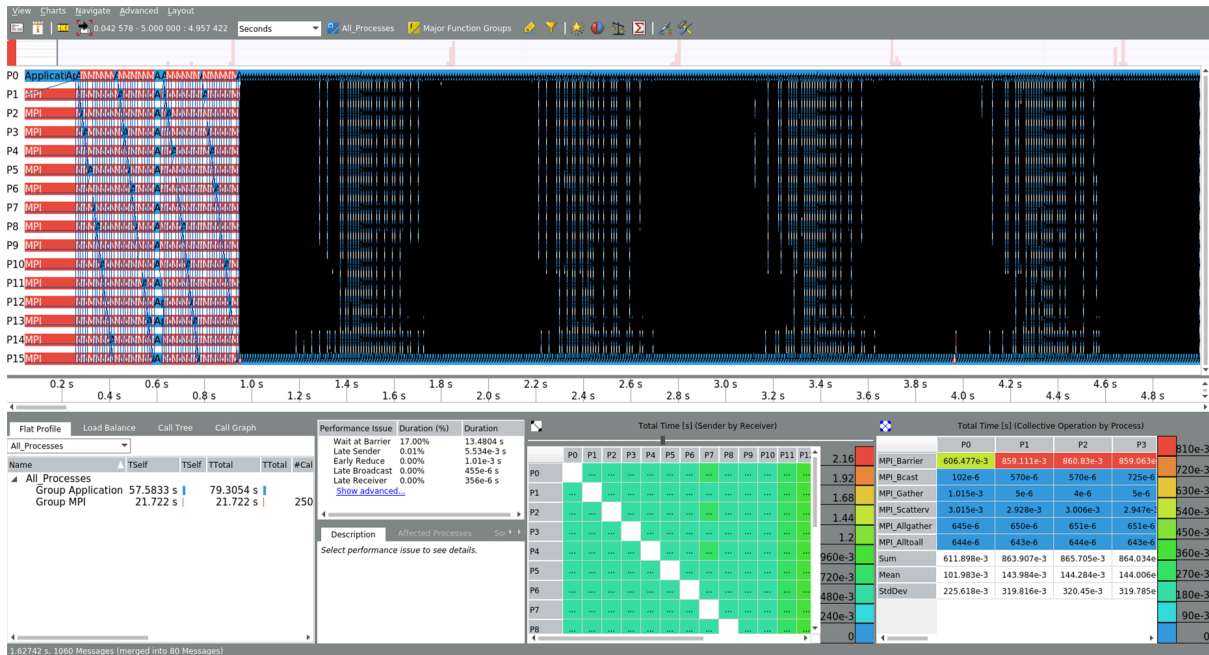 View Charts Navigate Advanced Layout
0.042 578 - 5.000 000 : 4.957 422 Seconds All_Processes Major Function Groups
P0 Applicati
P1 MPI
P2 MPI
P3 MPI
P4 MPI
P5 MPI
P6 MPI
P7 MPI
P8 MPI
P9 MPI
P10 MPI
P11 MPI
P12 MPI
P13 MPI
P14 MPI
P15 MPI
0.2 s 0.6 s 1.0 s 1.4 s 1.8 s 2.2 s 2.6 s 3.0 s 3.4 s 3.8 s 4.2 s 4.6 s
0.4 s 0.8 s 1.2 s 1.6 s 2.0 s 2.4 s 2.8 s 3.2 s 3.6 s 4.0 s 4.4 s 4.8 s
Flat Profile Load Balance Call Tree Call Graph
All_Processes
Name TSelf TSelf TTotal TTotal #Cal
All_Processes
Group Application 57.5833 s 79.3054 s
Group MPI 21.722 s 21.722 s 250
Performance Issue Duration (%) Duration
Wait at Barrier 17.00% 13.4804 s
Late Sender 0.01% 5.534e-3 s
Early Reduce 0.00% 1.01e-3 s
Late Broadcast 0.00% 455e-6 s
Late Receiver 0.00% 356e-6 s
Show advanced...
Description Affected Processes
Select performance issue to see details.
Total Time [s] (Sender by Receiver)
P0 P1 P2 P3 P4 P5 P6 P7 P8 P9 P10 P11
P0
P1
P2
P3
P4
P5
P6
P7
P8
2.16
1.92
1.68
1.44
1.2
960e-3
720e-3
480e-3
240e-3
0
Total Time [s] (Collective Operation by Process)
P0 P1 P2 P3
MPI_Barrier 606.477e-3 859.111e-3 860.83e-3 859.063e
MPI_Bcast 102e-6 570e-6 570e-6 725e-6
MPI_Gather 1.015e-3 5e-6 4e-6 5e-6
MPI_Scatterv 3.015e-3 2.928e-3 3.006e-3 2.947e-
MPI_Allgather 645e-6 650e-6 651e-6 651e-6
MPI_Alltoall 644e-6 643e-6 644e-6 643e-6
Sum 611.898e-3 863.907e-3 865.705e-3 864.034e
Mean 101.983e-3 143.984e-3 144.284e-3 144.006e
StdDev 225.618e-3 319.816e-3 320.45e-3 319.785e
810e-3
720e-3
630e-3
540e-3
450e-3
360e-3
270e-3
180e-3
90e-3
0
1.62742 s, 1060 Messages (merged into 80 Messages)